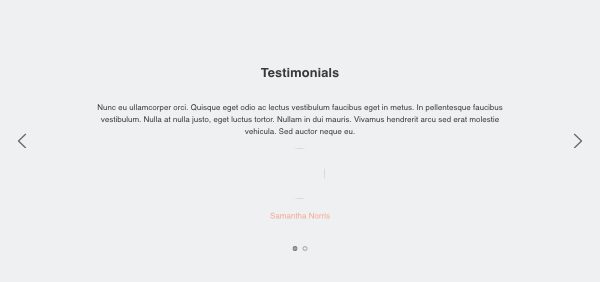 Testimonials
Nunc eu ullamcorper orci. Quisque eget odio ac lectus vestibulum faucibus eget in metus. In pellentesque faucibus
vestibulum. Nulla at nulla justo, eget luctus tortor. Nullam in dui mauris. Vivamus hendrerit arcu sed erat molestie
vehicula. Sed auctor neque eu.
Samantha Norris